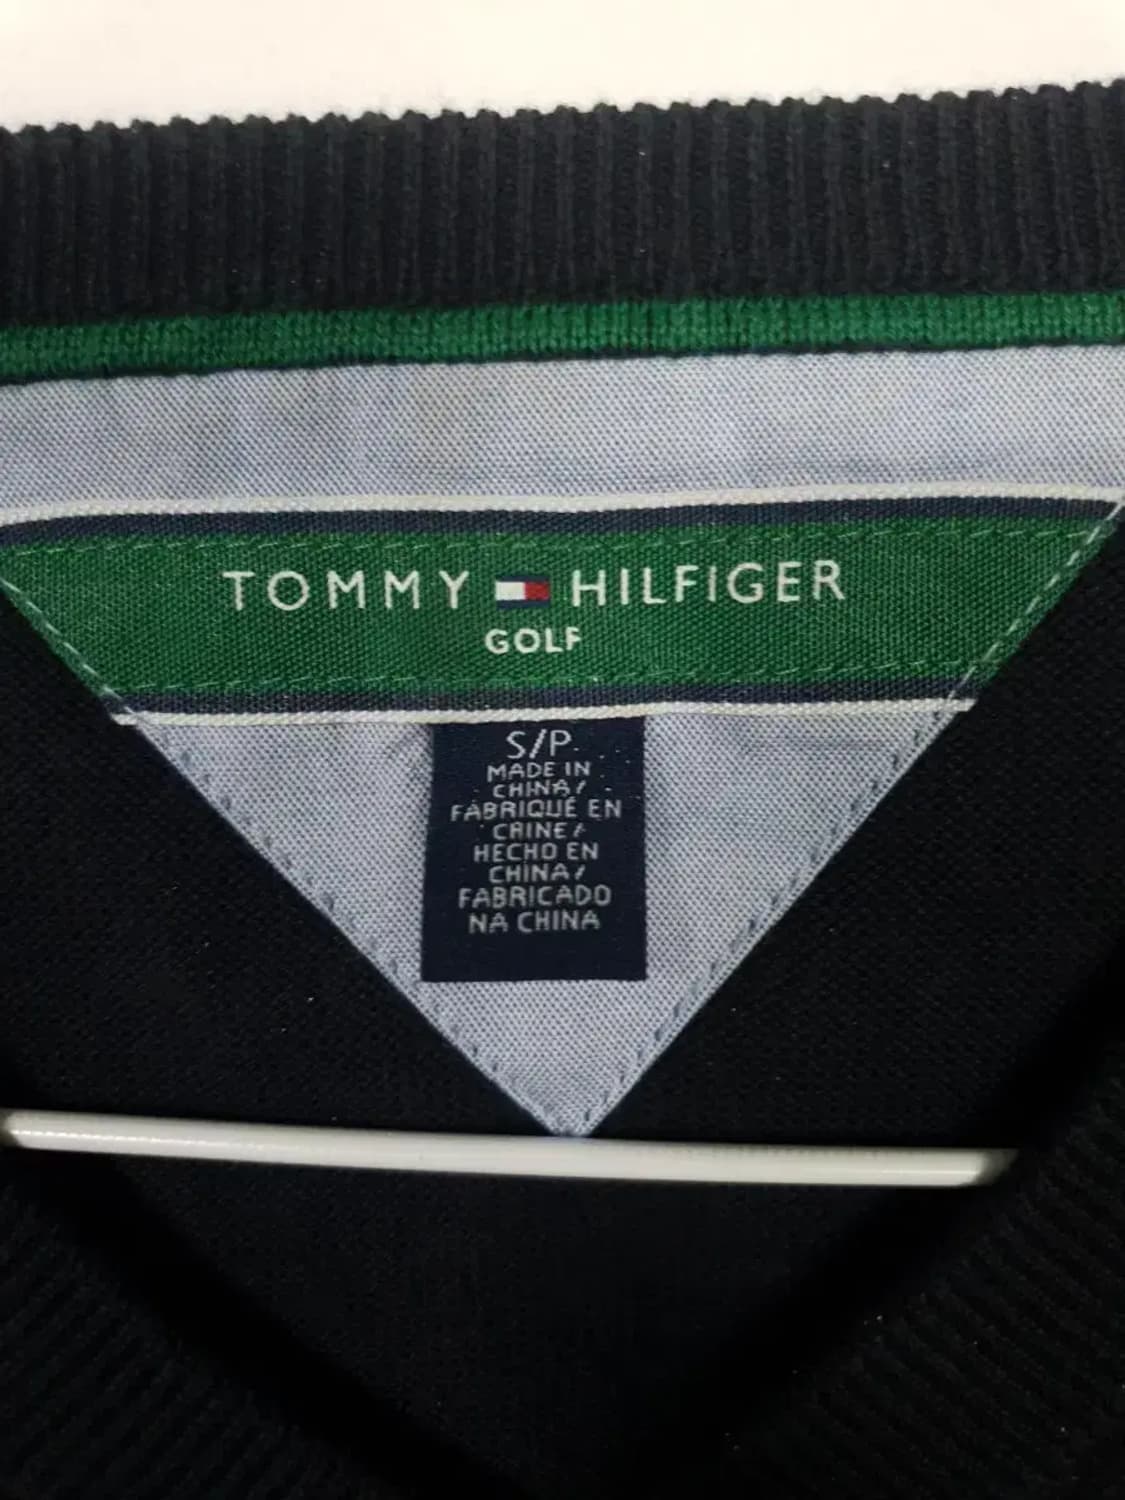 TOMMY HILFIGER
GOLF
S/P
MADE IN
CHINA/
FABRIQUÉ EN
CHINE/
HECHO EN
CHINA/
FABRICADO
NA CHINA